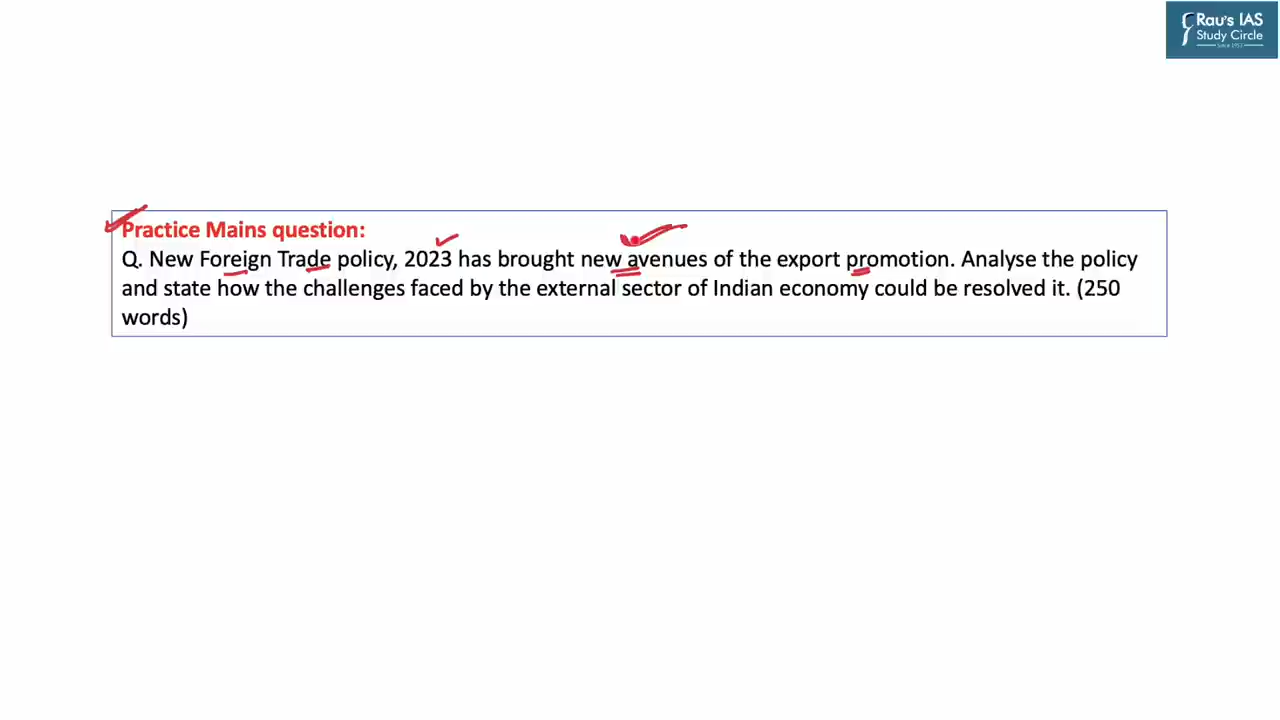 Rau's IAS
Study Circle
Since 1953
Practice Mains question:
Q. New Foreign Trade policy, 2023 has brought new avenues of the export promotion. Analyse the policy
and state how the challenges faced by the external sector of Indian economy could be resolved it. (250
words)